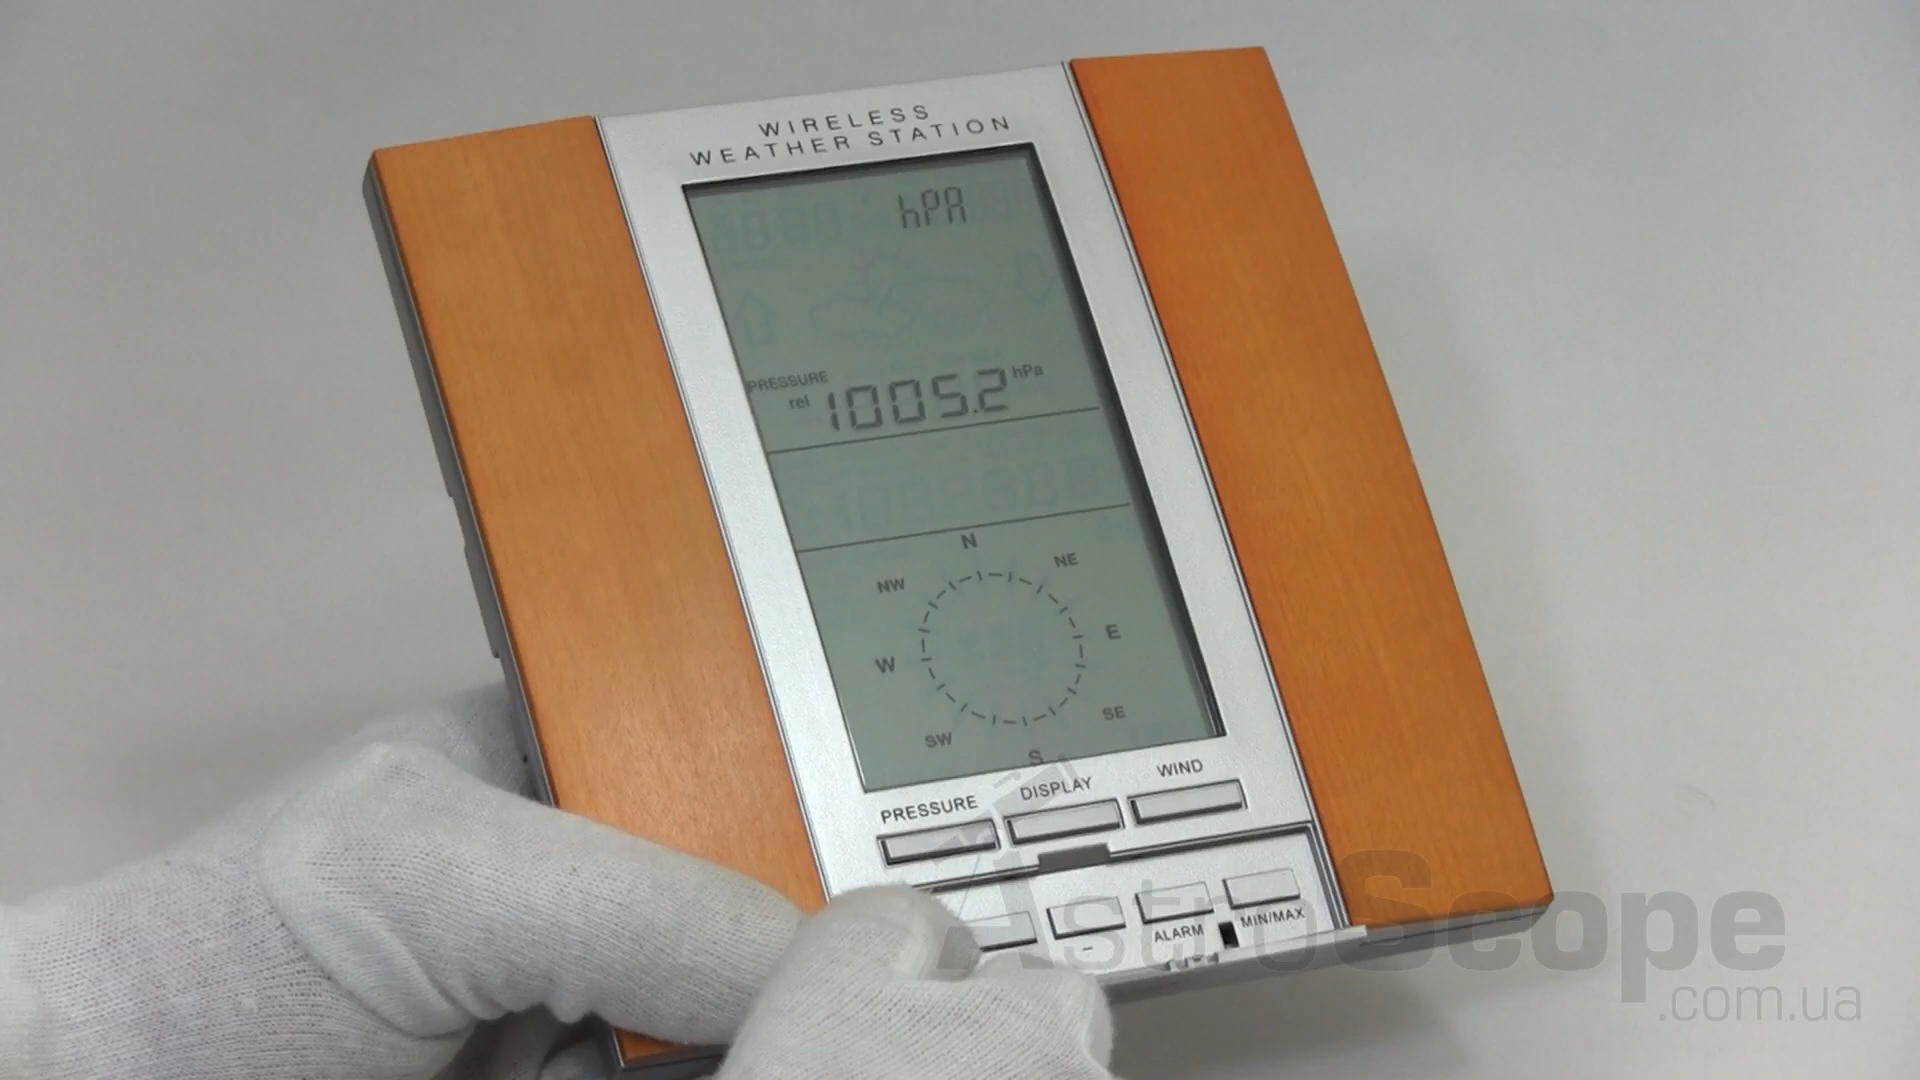 WIRELESS
WEATHER STATION
hPA
PRESSURE
rel 1005.2 hPa
N
NW NE
W E
SW SE
S
PRESSURE DISPLAY WIND
- ALARM MIN/MAX
AstroScope
.com.ua